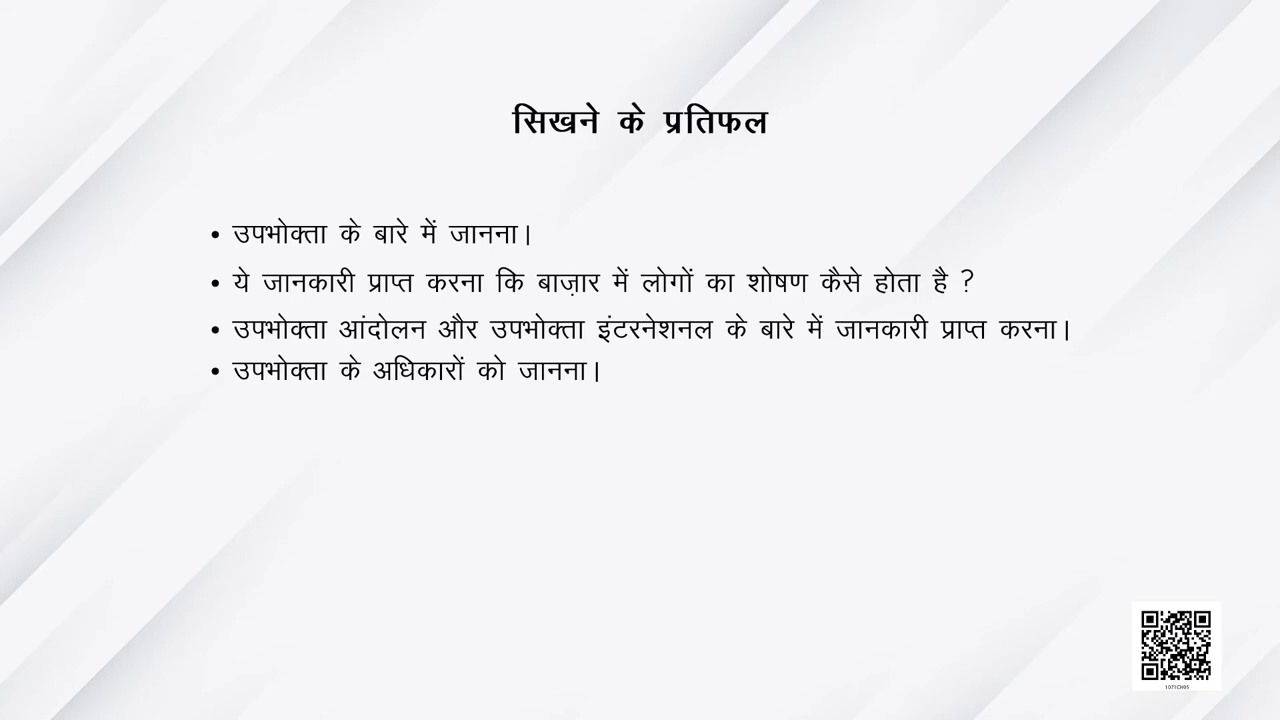 सिखने के प्रतिफल
• उपभोक्ता के बारे में जानना।
• ये जानकारी प्राप्त करना कि बाज़ार में लोगों का शोषण कैसे होता है ?
• उपभोक्ता आंदोलन और उपभोक्ता इंटरनेशनल के बारे में जानकारी प्राप्त करना।
• उपभोक्ता के अधिकारों को जानना।
1071CH05